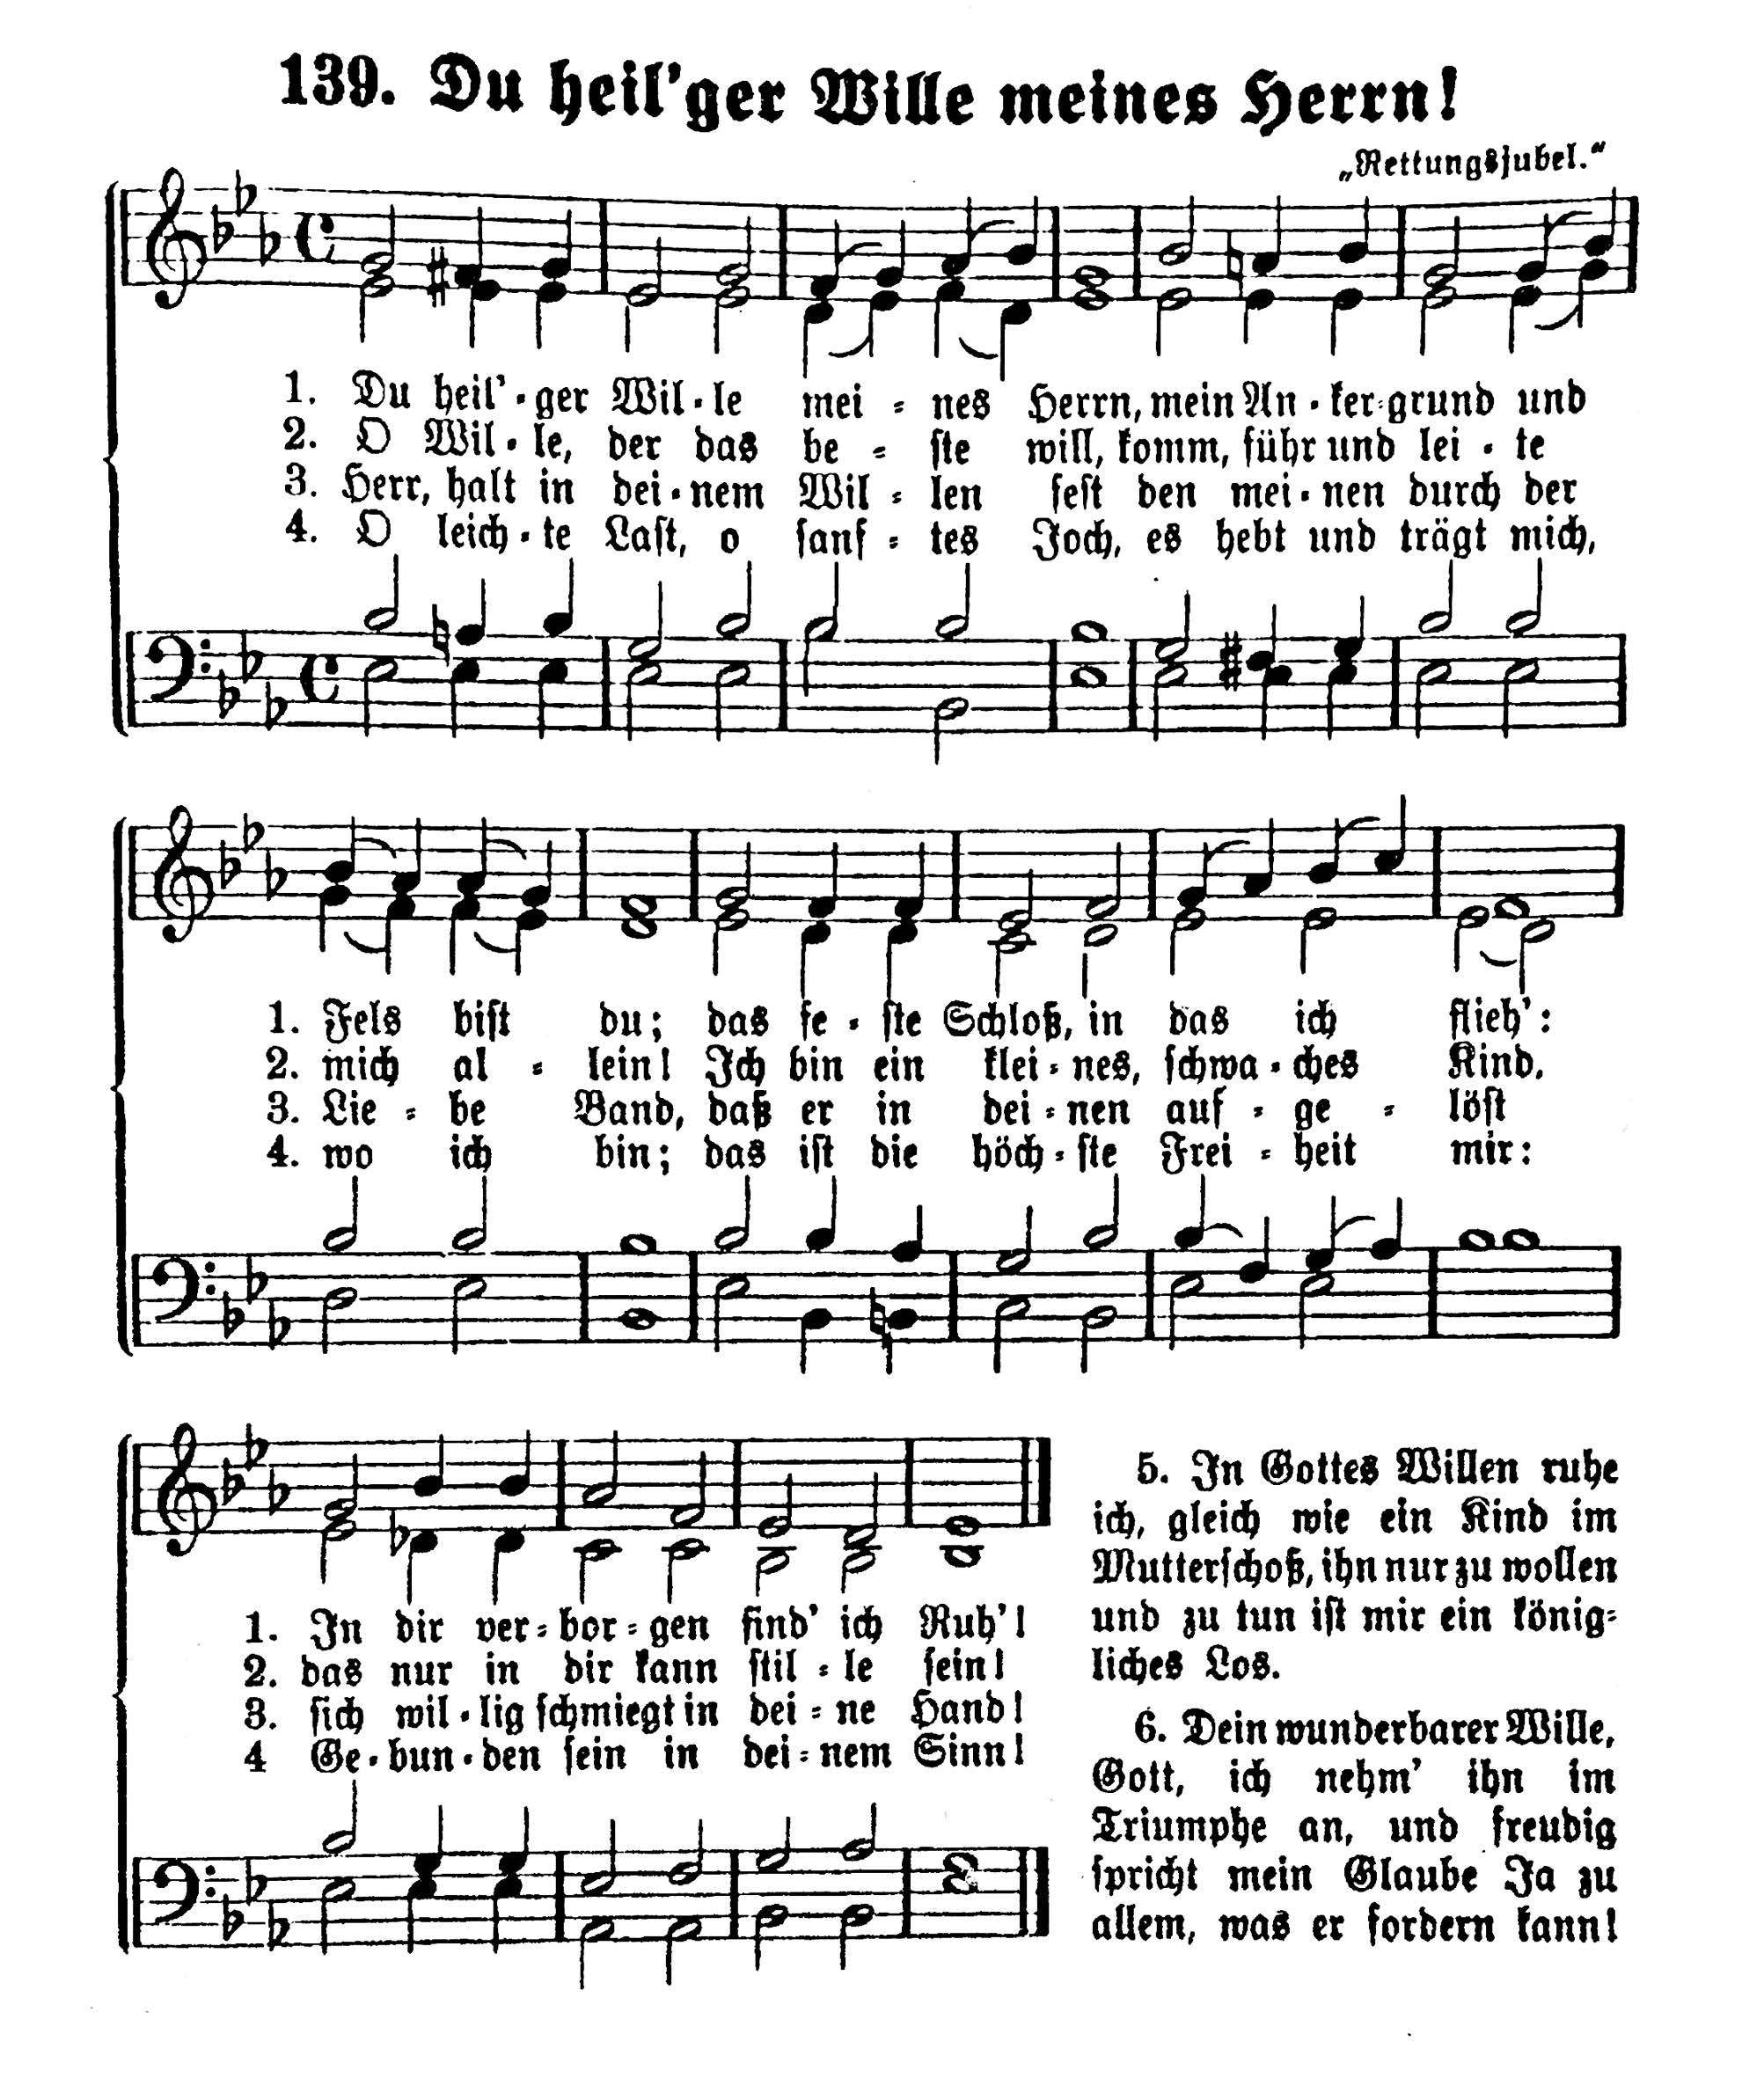 139. Du heil'ger Wille meines Herrn!
„Rettungsjubel.“
1. Du heil'-ger Wil-le mei-nes Herrn, mein An-ker-grund und
2. O Wil-le, der das be-ste will, komm, führ und lei-te
3. Herr, halt in dei-nem Wil-len fest den mei-nen durch der
4. O leich-te Last, o sanf-tes Joch, es hebt und trägt mich,
1. Fels bist du; das fe-ste Schloß, in das ich flieh':
2. mich al-lein! Ich bin ein klei-nes, schwa-ches Kind,
3. Lie-be Band, daß er in dei-nen auf-ge-löst
4. wo ich bin; das ist die höch-ste Frei-heit mir:
1. In dir ver-bor-gen find' ich Ruh'!
2. das nur in dir kann stil-le sein!
3. sich wil-lig schmiegt in dei-ne Hand!
4 Ge-bun-den sein in dei-nem Sinn!
5. In Gottes Willen ruhe
ich, gleich wie ein Kind im
Mutterschoß, ihn nur zu wollen
und zu tun ist mir ein könig-
liches Los.
6. Dein wunderbarer Wille,
Gott, ich nehm' ihn im
Triumphe an, und freudig
spricht mein Glaube Ja zu
allem, was er fordern kann!